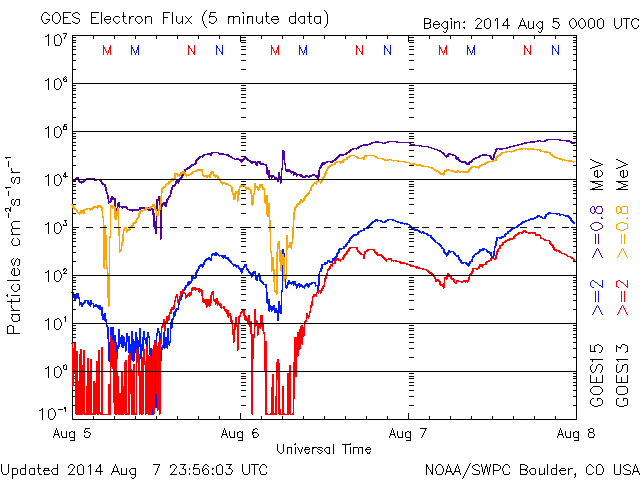 GOES Electron Flux (5 minute data)
Begin: 2014 Aug 5 0000 UTC
Particles cm⁻²s⁻¹sr⁻¹
10⁷
10⁶
10⁵
10⁴
10³
10²
10¹
10⁰
10⁻¹
M M N N M M N N M M N N
Aug 5 Aug 6 Aug 7 Aug 8
Universal Time
GOES15 >=2 >=0.8 MeV
GOES13 >=2 >=0.8 MeV
Updated 2014 Aug 7 23:56:03 UTC
NOAA/SWPC Boulder, CO USA